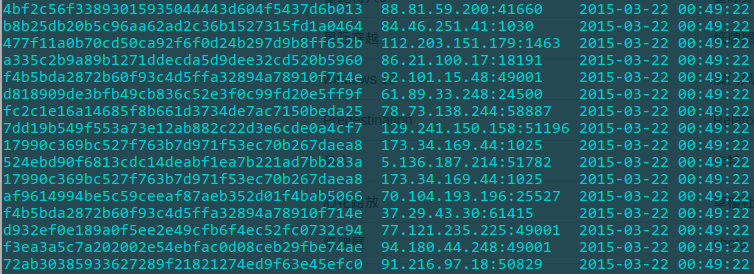 4bf2c56f33893015935044443d604f5437d6b013 88.81.59.200:41660 2015-03-22 00:49:22
b8b25db20b5c96aa62ad2c36b1527315fd1a0464 84.46.251.41:1030 2015-03-22 00:49:22
477f11a0b70cd50ca92f6f0d24b297d9b8ff652b 112.203.151.179:1463 2015-03-22 00:49:22
a335c2b9a89b1271ddecda5d9dee32cd520b5960 86.21.100.17:18191 2015-03-22 00:49:22
f4b5bda2872b60f93c4d5ffa32894a78910f714e 92.101.15.48:49001 2015-03-22 00:49:22
d818909de3bfb49cb836c52e3f0c99fd20e5ff9f 61.89.33.248:24500 2015-03-22 00:49:22
fc2c1e16a14685f8b661d3734de7ac7150beda25 78.73.138.244:58887 2015-03-22 00:49:22
7dd19b549f553a73e12ab882c22d3e6cde0a4cf7 129.241.150.158:51196 2015-03-22 00:49:22
17990c369bc527f763b7d971f53ec70b267daea8 173.34.169.44:1025 2015-03-22 00:49:22
524ebd90f6813cdc14deabf1ea7b221ad7bb283a 5.136.187.214:51782 2015-03-22 00:49:22
17990c369bc527f763b7d971f53ec70b267daea8 173.34.169.44:1025 2015-03-22 00:49:22
af9614994be5c59ceeaf87aeb352d01f4bab50c6 70.104.193.196:25527 2015-03-22 00:49:22
f4b5bda2872b60f93c4d5ffa32894a78910f714e 37.29.43.30:61415 2015-03-22 00:49:22
d932ef0e189a0f5ee2e49cfb6f4ec52fc0732c94 77.121.235.225:49001 2015-03-22 00:49:22
f3ea3a5c7a202002e54ebfac0d08ceb29fbe7aae 94.180.44.248:49001 2015-03-22 00:49:22
72ab30385933627289f21821274ed9f63e45efc0 91.216.97.18:50829 2015-03-22 00:49:22